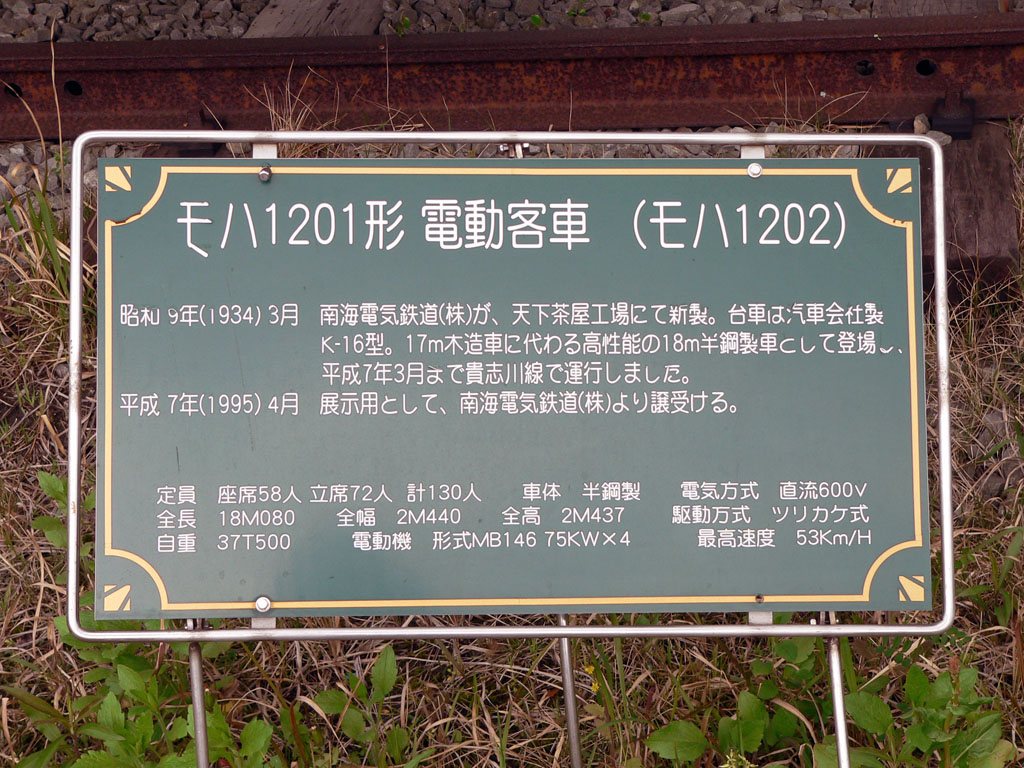 モハ1201形 電動客車 (モハ1202)
昭和 9年(1934) 3月 南海電気鉄道(株)が、天下茶屋工場にて新製。台車は汽車会社製
K-16型。17m木造車に代わる高性能の18m半鋼製車として登場し、
平成7年3月まで貴志川線で運行しました。
平成 7年(1995) 4月 展示用として、南海電気鉄道(株)より譲受ける。
定員 座席58人 立席72人 計130人 車体 半鋼製 電気方式 直流600V
全長 18M080 全幅 2M440 全高 2M437 駆動方式 ツリカケ式
自重 37T500 電動機 形式MB146 75KW×4 最高速度 53Km/H